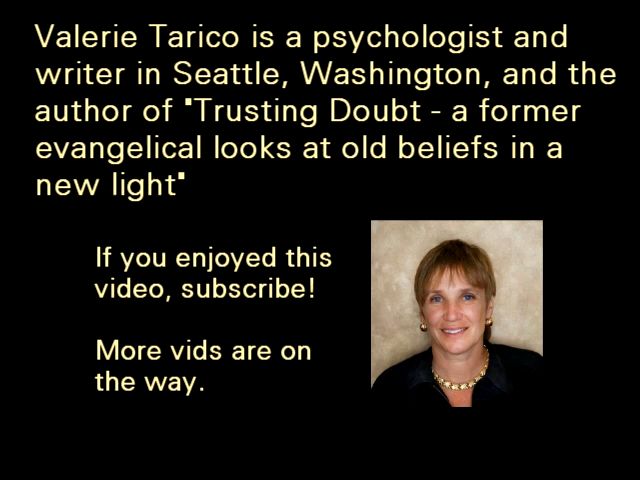 Valerie Tarico is a psychologist and
writer in Seattle, Washington, and the
author of "Trusting Doubt - a former
evangelical looks at old beliefs in a
new light"
If you enjoyed this
video, subscribe!
More vids are on
the way.